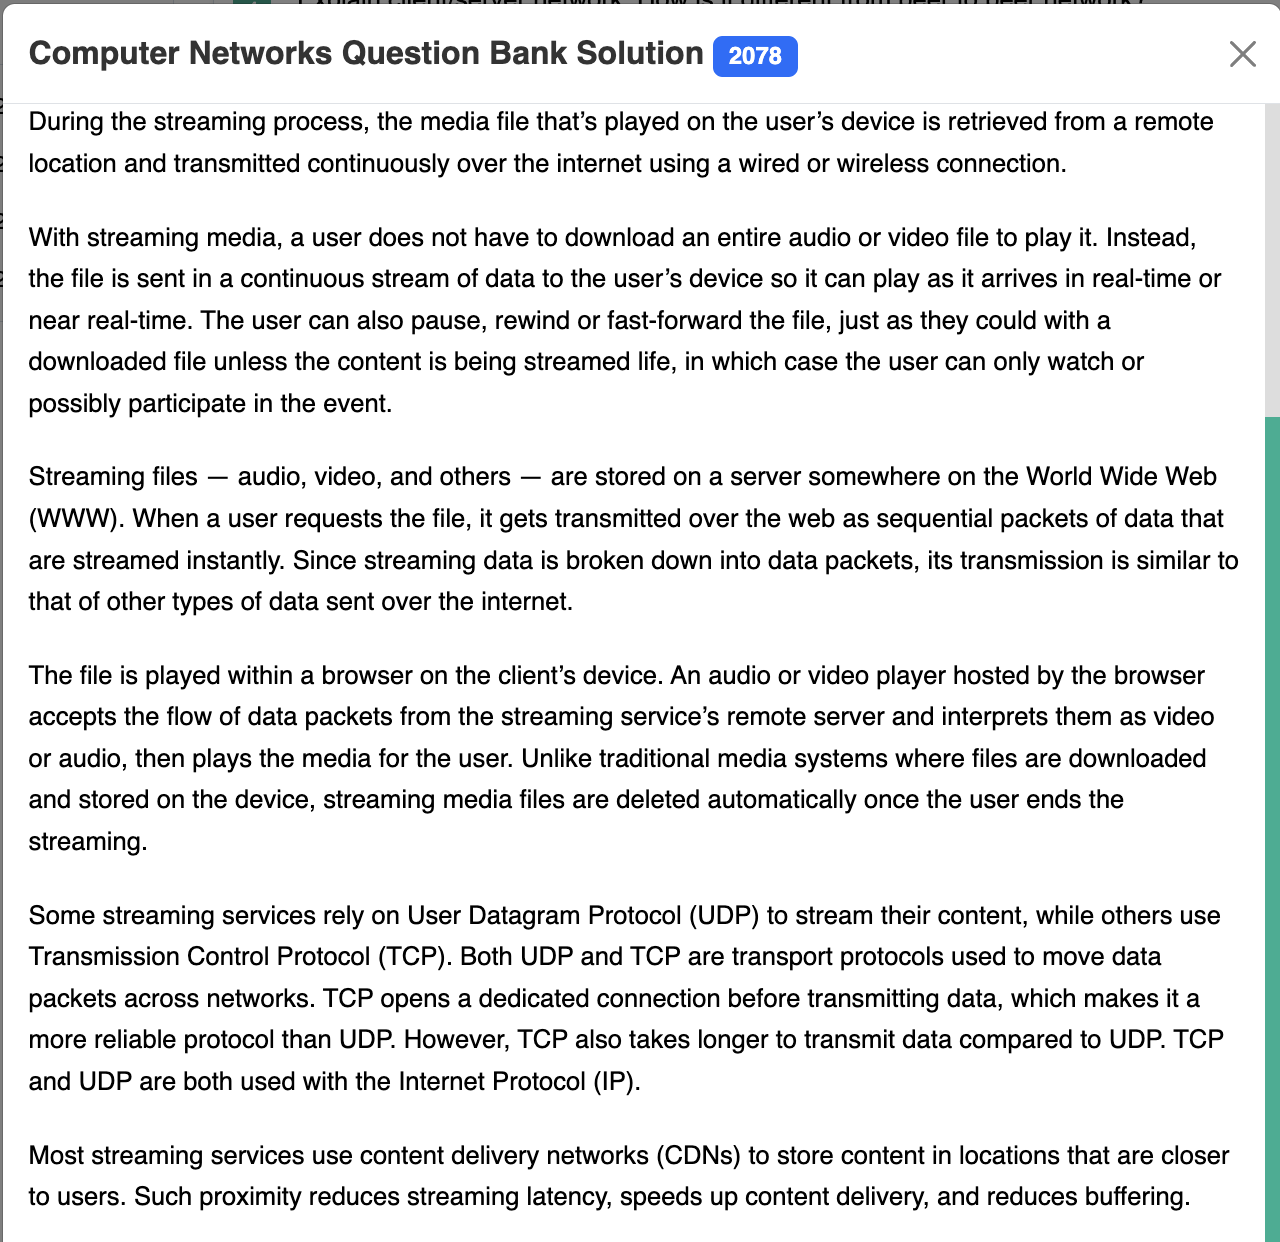 Computer Networks Question Bank Solution 2078
During the streaming process, the media file that’s played on the user’s device is retrieved from a remote
location and transmitted continuously over the internet using a wired or wireless connection.
With streaming media, a user does not have to download an entire audio or video file to play it. Instead,
the file is sent in a continuous stream of data to the user’s device so it can play as it arrives in real-time or
near real-time. The user can also pause, rewind or fast-forward the file, just as they could with a
downloaded file unless the content is being streamed life, in which case the user can only watch or
possibly participate in the event.
Streaming files — audio, video, and others — are stored on a server somewhere on the World Wide Web
(WWW). When a user requests the file, it gets transmitted over the web as sequential packets of data that
are streamed instantly. Since streaming data is broken down into data packets, its transmission is similar to
that of other types of data sent over the internet.
The file is played within a browser on the client’s device. An audio or video player hosted by the browser
accepts the flow of data packets from the streaming service’s remote server and interprets them as video
or audio, then plays the media for the user. Unlike traditional media systems where files are downloaded
and stored on the device, streaming media files are deleted automatically once the user ends the
streaming.
Some streaming services rely on User Datagram Protocol (UDP) to stream their content, while others use
Transmission Control Protocol (TCP). Both UDP and TCP are transport protocols used to move data
packets across networks. TCP opens a dedicated connection before transmitting data, which makes it a
more reliable protocol than UDP. However, TCP also takes longer to transmit data compared to UDP. TCP
and UDP are both used with the Internet Protocol (IP).
Most streaming services use content delivery networks (CDNs) to store content in locations that are closer
to users. Such proximity reduces streaming latency, speeds up content delivery, and reduces buffering.